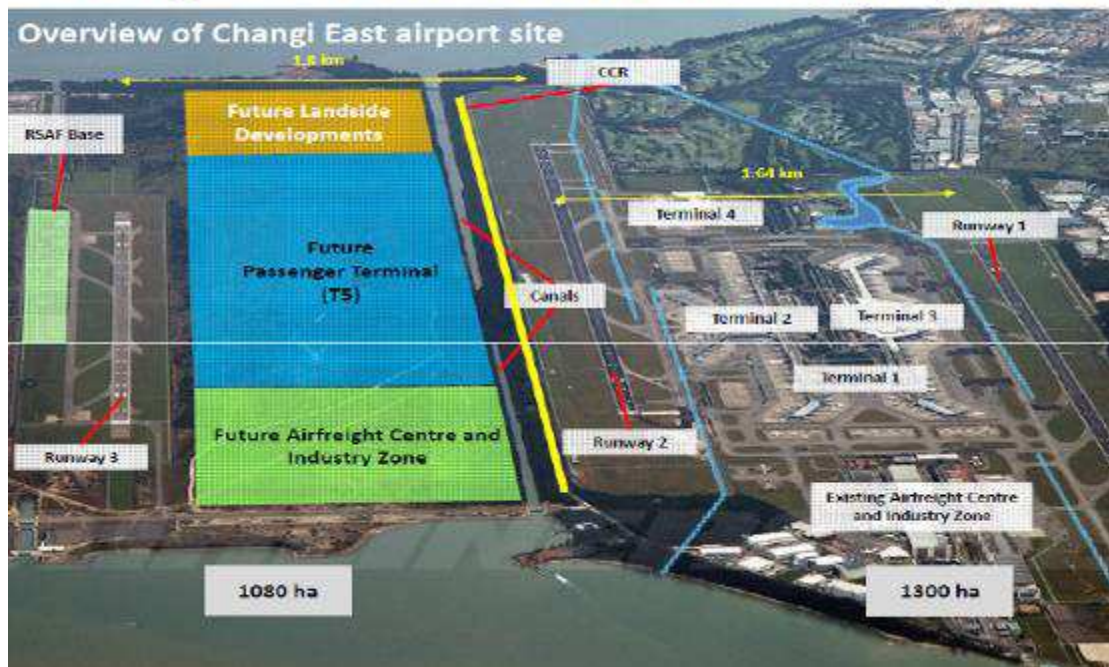 Overview of Changi East airport site
1.8 km
CCR
Future Landside
Developments
RSAF Base
1.64 km
Terminal 4
Runway 1
Future
Passenger Terminal
(T5)
Canals
Terminal 2
Terminal 3
Terminal 1
Runway 3
Future Airfreight Centre and
Industry Zone
Runway 2
Existing Airfreight Centre
and Industry Zone
1080 ha
1300 ha